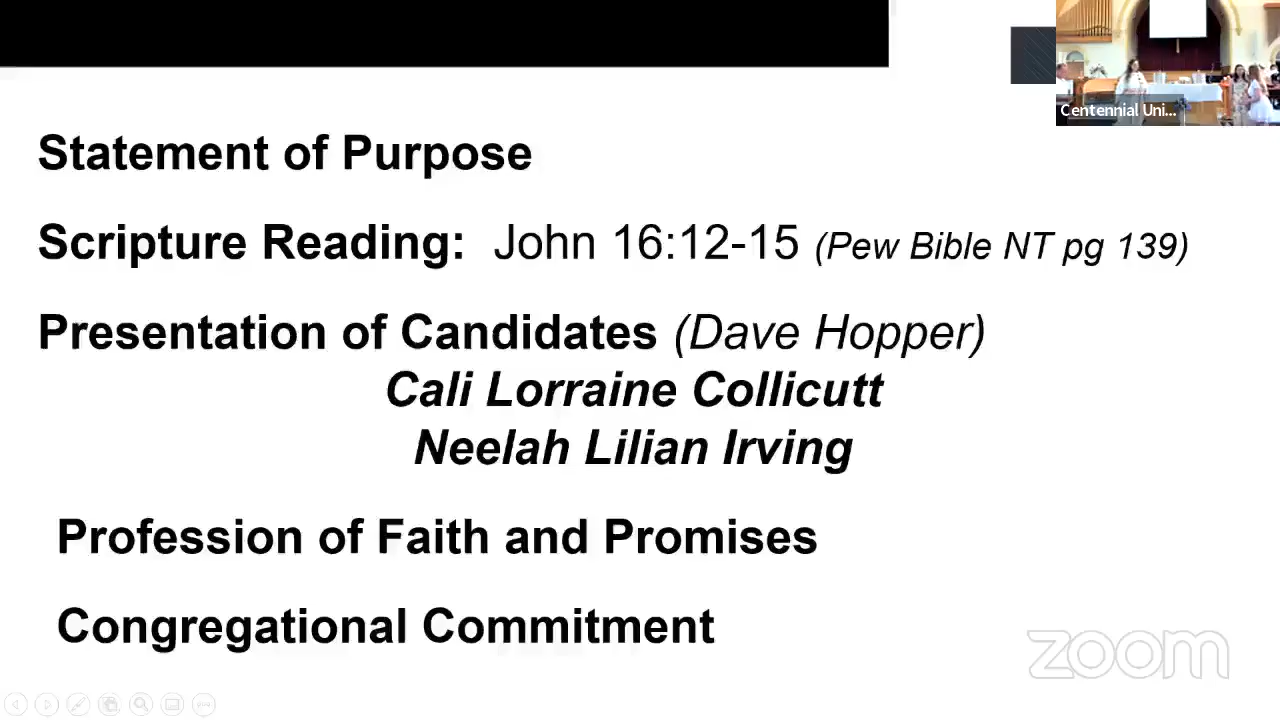 Centennial Uni...
Statement of Purpose
Scripture Reading: John 16:12-15 (Pew Bible NT pg 139)
Presentation of Candidates (Dave Hopper)
Cali Lorraine Collicutt
Neelah Lilian Irving
Profession of Faith and Promises
Congregational Commitment
zoom